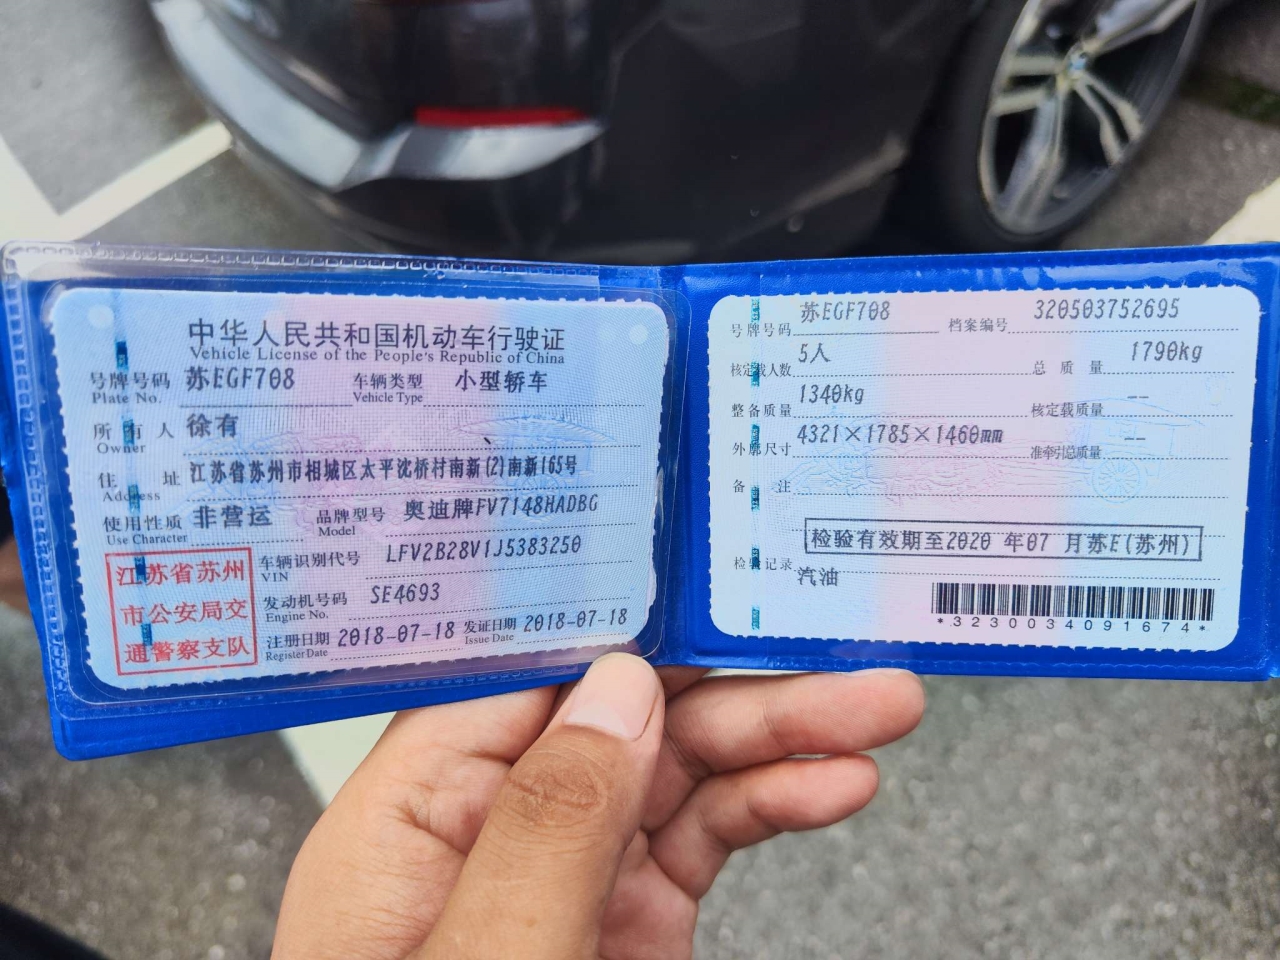 中华人民共和国机动车行驶证
Vehicle License of the People's Republic of China
号牌号码 苏EGF708 车辆类型 小型轿车
Plate No. Vehicle Type
所有人 徐有
Owner
住址 江苏省苏州市相城区太平沈桥村南新(2)南新165号
Address
使用性质 非营运 品牌型号 奥迪牌FV7148HADBG
Use Character Model
车辆识别代号 LFV2B28V1J5383250
VIN
发动机号码 SE4693
Engine No.
注册日期 2018-07-18 发证日期 2018-07-18
Register Date Issue Date
江苏省苏州
市公安局交
通警察支队
号牌号码 苏EGF708 档案编号 320503752695
核定载人数 5人 总质量 1790kg
整备质量 1340kg 核定载质量 --
外廓尺寸 4321×1785×1460mm 准牵引总质量 --
备注
检验有效期至2020 年07 月苏E(苏州)
检验记录
汽油
*3230034091674*